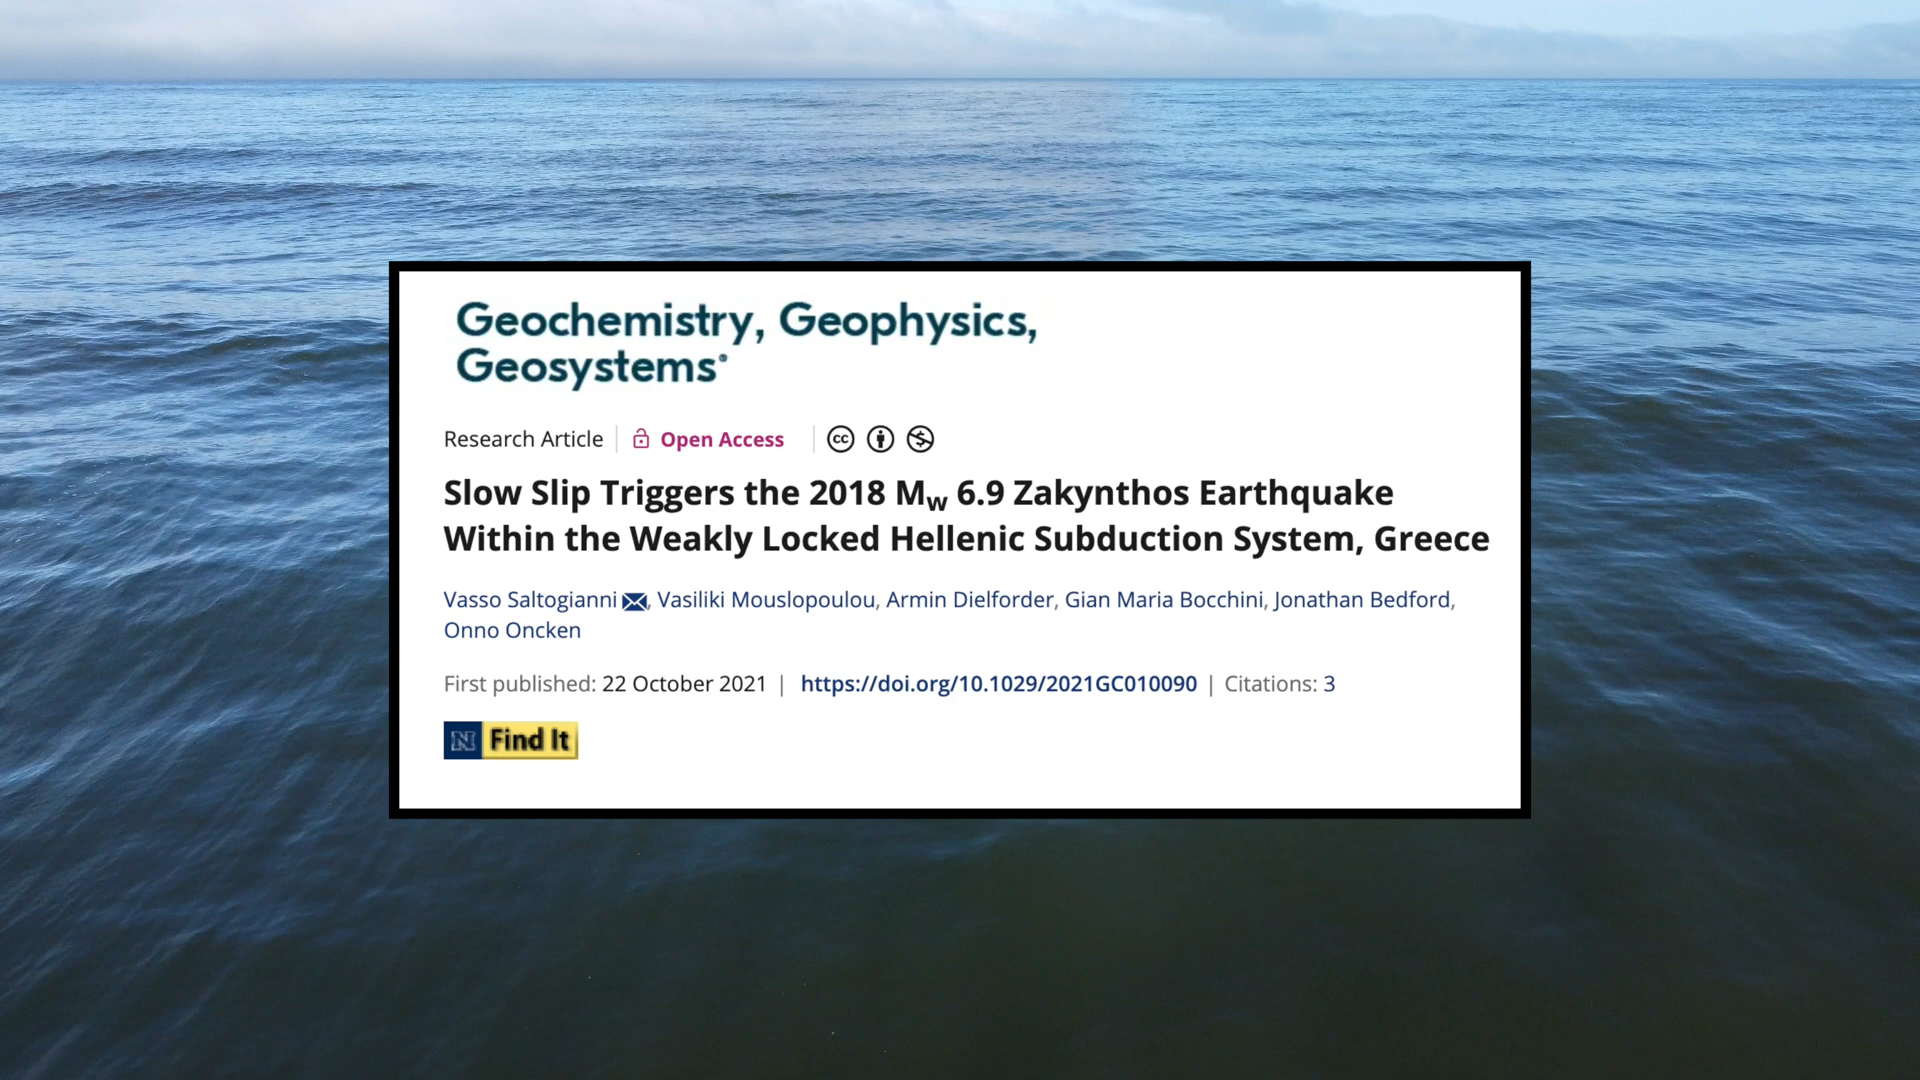 Geochemistry, Geophysics,
Geosystems®
Research Article | Open Access | cc
Slow Slip Triggers the 2018 Mw 6.9 Zakynthos Earthquake
Within the Weakly Locked Hellenic Subduction System, Greece
Vasso Saltogianni, Vasiliki Mouslopoulou, Armin Dielforder, Gian Maria Bocchini, Jonathan Bedford,
Onno Oncken
First published: 22 October 2021 | https://doi.org/10.1029/2021GC010090 | Citations: 3
N Find It